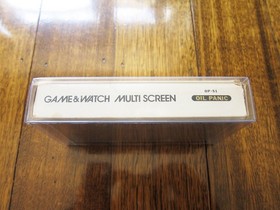 GAME&WATCH MULTI SCREEN
OP-51
OIL PANIC